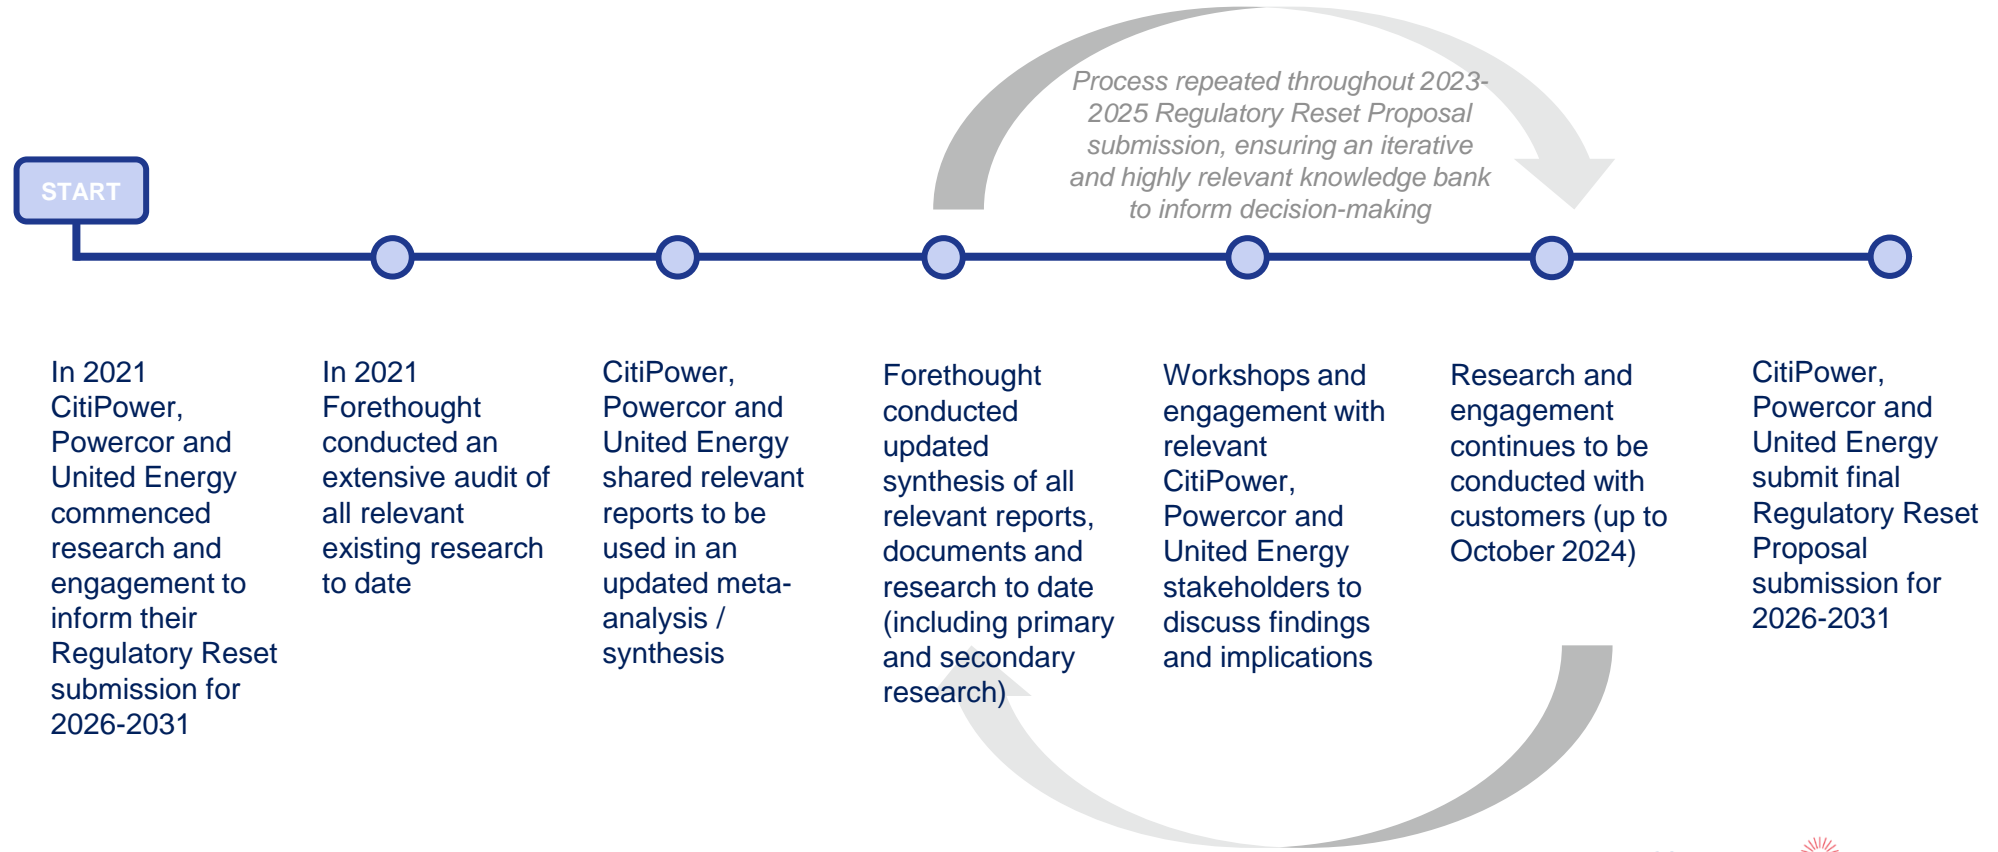 Process repeated throughout 2023-
2025 Regulatory Reset Proposal
submission, ensuring an iterative
and highly relevant knowledge bank
to inform decision-making
START
In 2021
CitiPower,
Powercor and
United Energy
commenced
research and
engagement to
inform their
Regulatory Reset
submission for
2026-2031
In 2021
Forethought
conducted an
extensive audit of
all relevant
existing research
to date
CitiPower,
Powercor and
United Energy
shared relevant
reports to be
used in an
updated meta-
analysis /
synthesis
Forethought
conducted
updated
synthesis of all
relevant reports,
documents and
research to date
(including primary
and secondary
research)
Workshops and
engagement with
relevant
CitiPower,
Powercor and
United Energy
stakeholders to
discuss findings
and implications
Research and
engagement
continues to be
conducted with
customers (up to
October 2024)
CitiPower,
Powercor and
United Energy
submit final
Regulatory Reset
Proposal
submission for
2026-2031